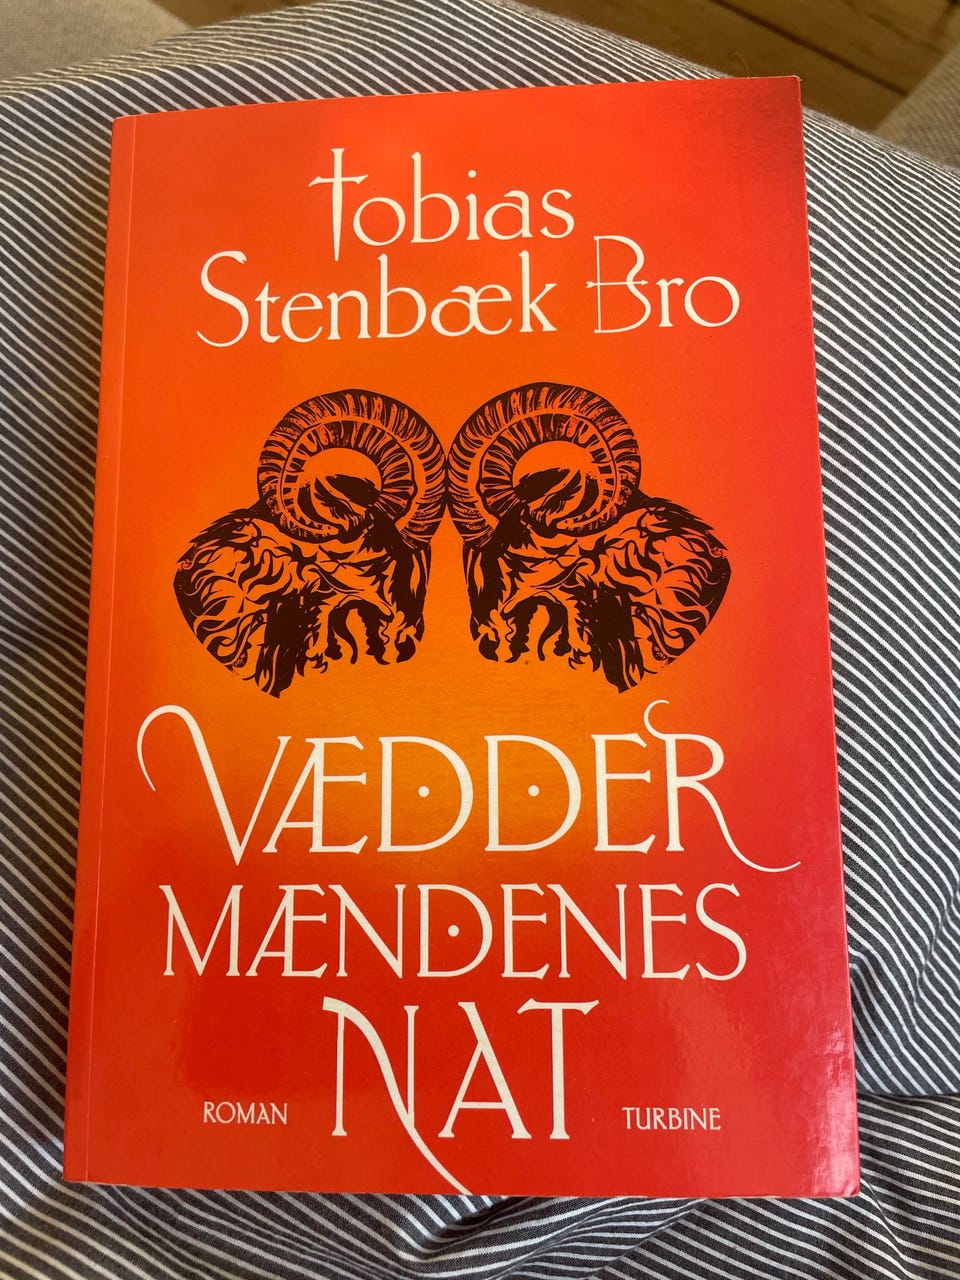 Tobias
Stenbæk Bro
VÆDDER
MÆNDENES
NAT
ROMAN
TURBINE